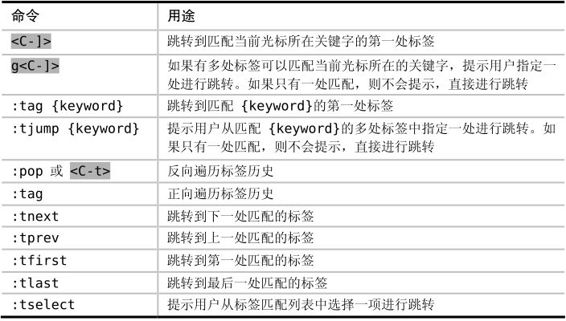 命令 用途
<C-]> 跳转到匹配当前光标所在关键字的第一处标签
g<C-]> 如果有多处标签可以匹配当前光标所在的关键字，提示用户指定一
处进行跳转。如果只有一处匹配，则不会提示，直接进行跳转
:tag {keyword} 跳转到匹配 {keyword}的第一处标签
:tjump {keyword} 提示用户从匹配 {keyword}的多处标签中指定一处进行跳转。如
果只有一处匹配，则不会提示，直接进行跳转
:pop 或 <C-t> 反向遍历标签历史
:tag 正向遍历标签历史
:tnext 跳转到下一处匹配的标签
:tprev 跳转到上一处匹配的标签
:tfirst 跳转到第一处匹配的标签
:tlast 跳转到最后一处匹配的标签
:tselect 提示用户从标签匹配列表中选择一项进行跳转